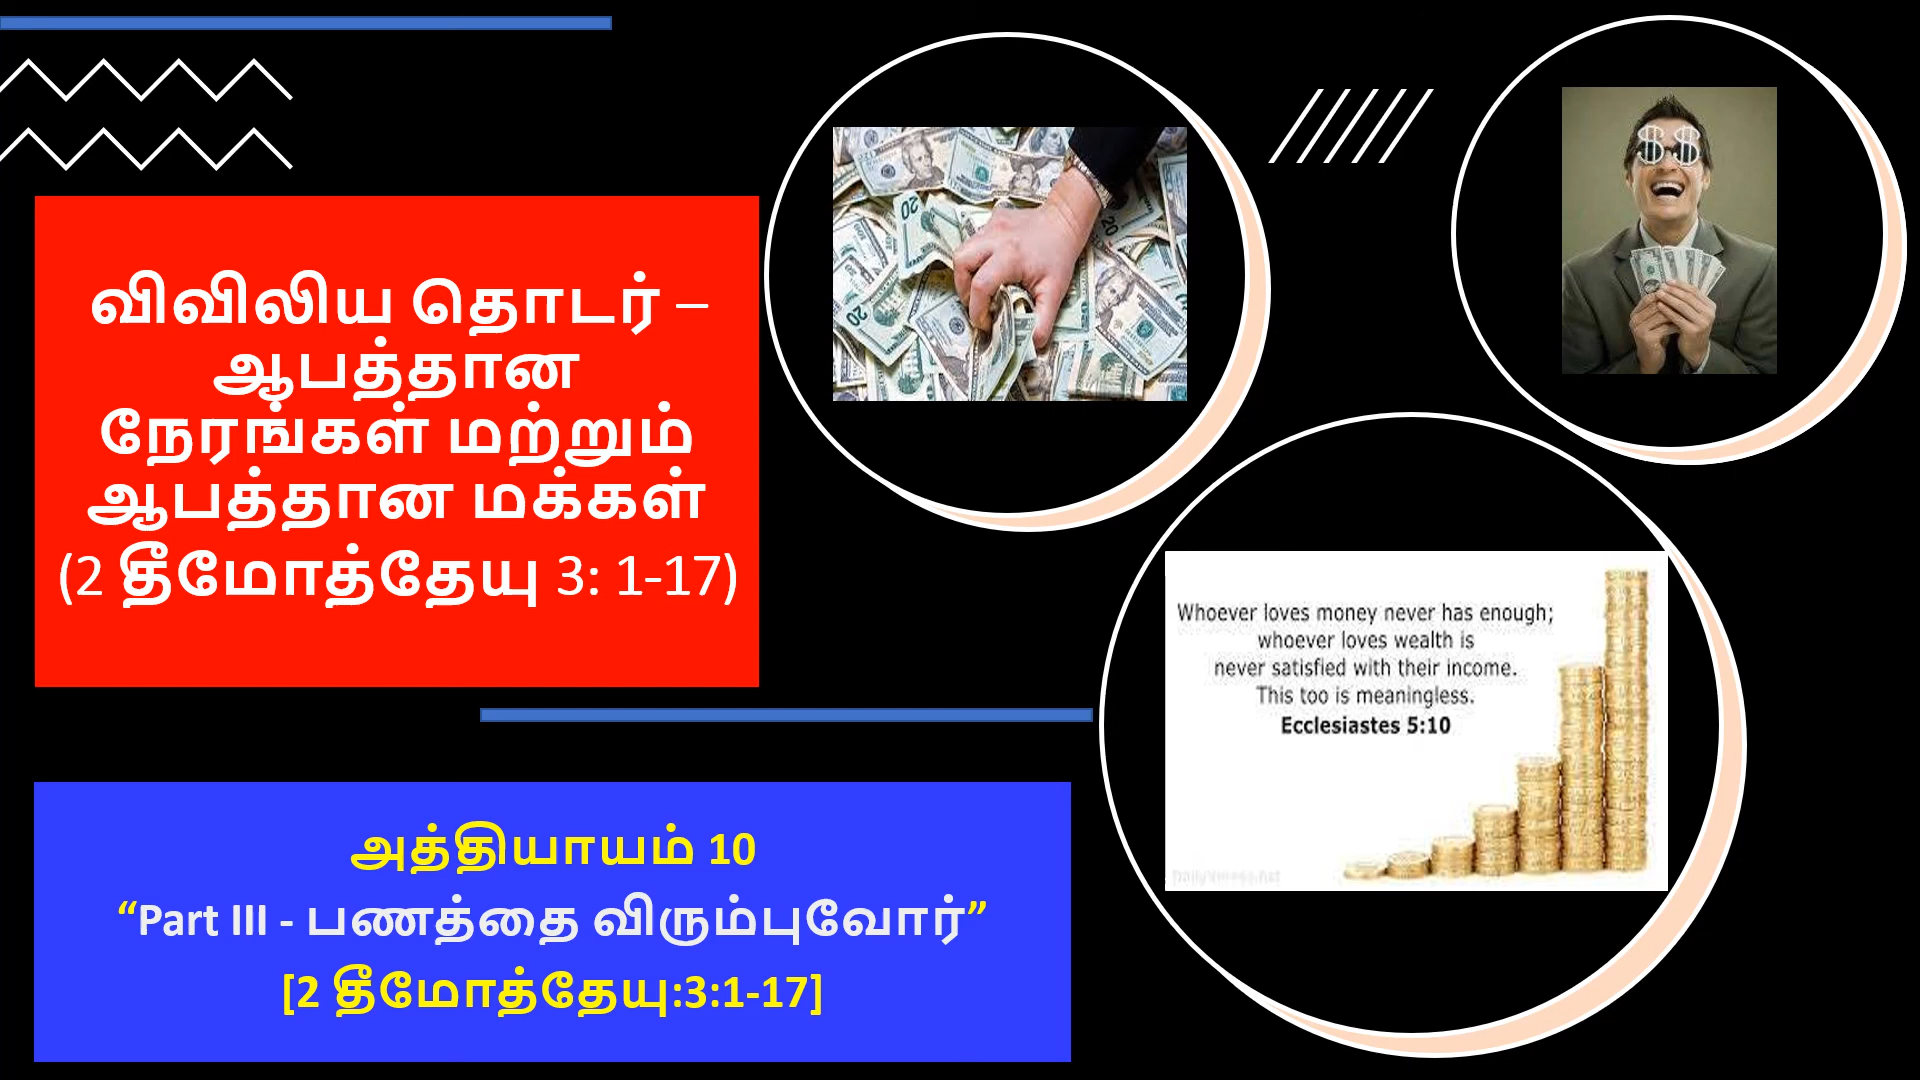 விவிலிய தொடர் –
ஆபத்தான
நேரங்கள் மற்றும்
ஆபத்தான மக்கள்
(2 தீமோத்தேயு 3: 1-17)
Whoever loves money never has enough;
whoever loves wealth is
never satisfied with their income.
This too is meaningless.
Ecclesiastes 5:10
அத்தியாயம் 10
“Part III - பணத்தை விரும்புவோர்”
[2 தீமோத்தேயு:3:1-17]